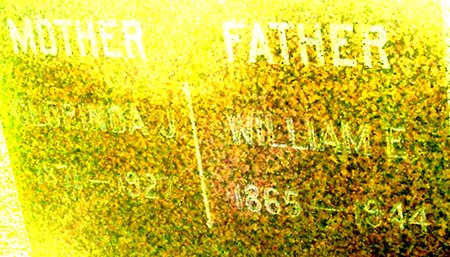 MOTHER FATHER
J. WILLIAM E.
1927 1865 – 1944